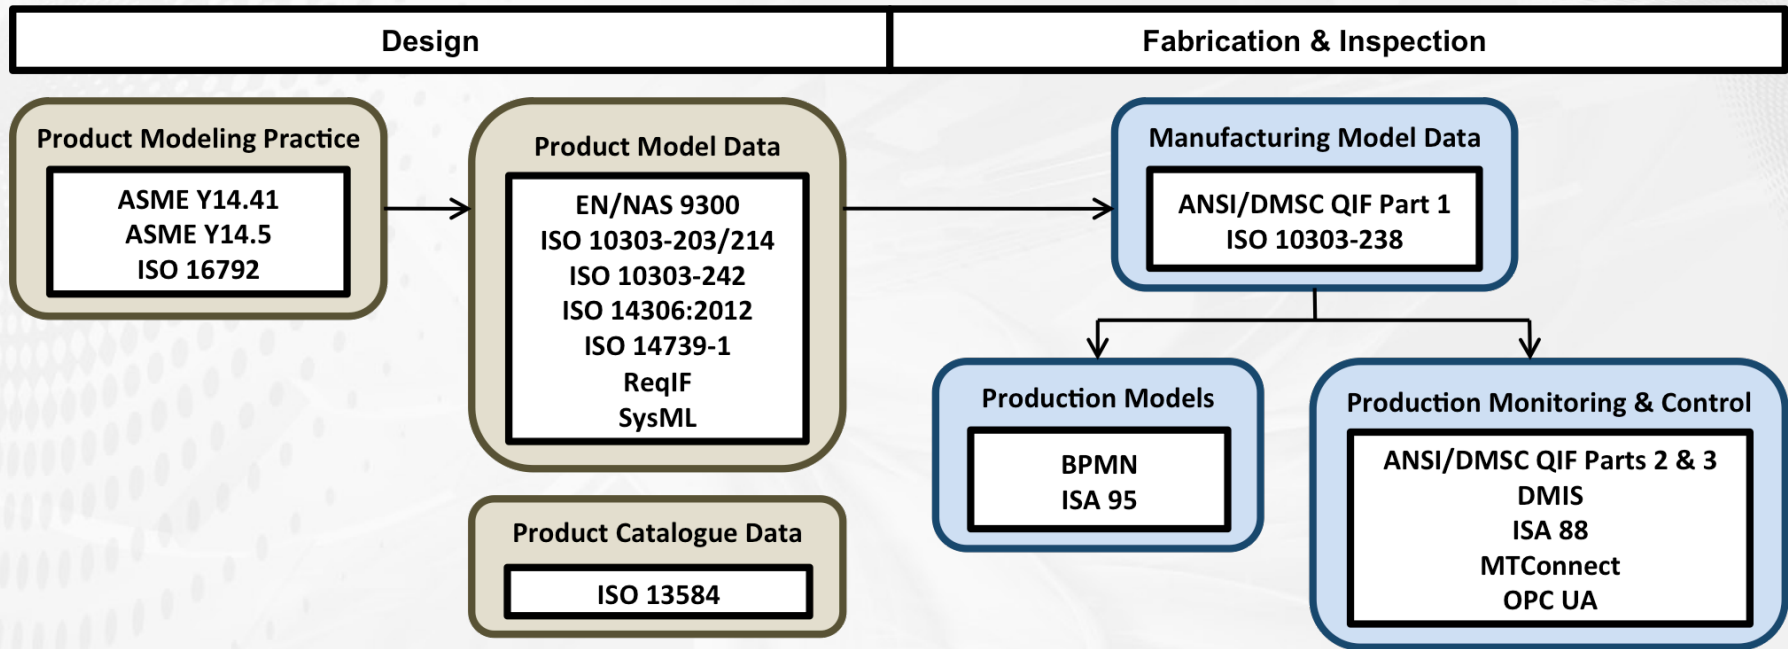 Design
Fabrication & Inspection
Product Modeling Practice
ASME Y14.41
ASME Y14.5
ISO 16792
Product Model Data
EN/NAS 9300
ISO 10303-203/214
ISO 10303-242
ISO 14306:2012
ISO 14739-1
ReqIF
SysML
Product Catalogue Data
ISO 13584
Manufacturing Model Data
ANSI/DMSC QIF Part 1
ISO 10303-238
Production Models
BPMN
ISA 95
Production Monitoring & Control
ANSI/DMSC QIF Parts 2 & 3
DMIS
ISA 88
MTConnect
OPC UA